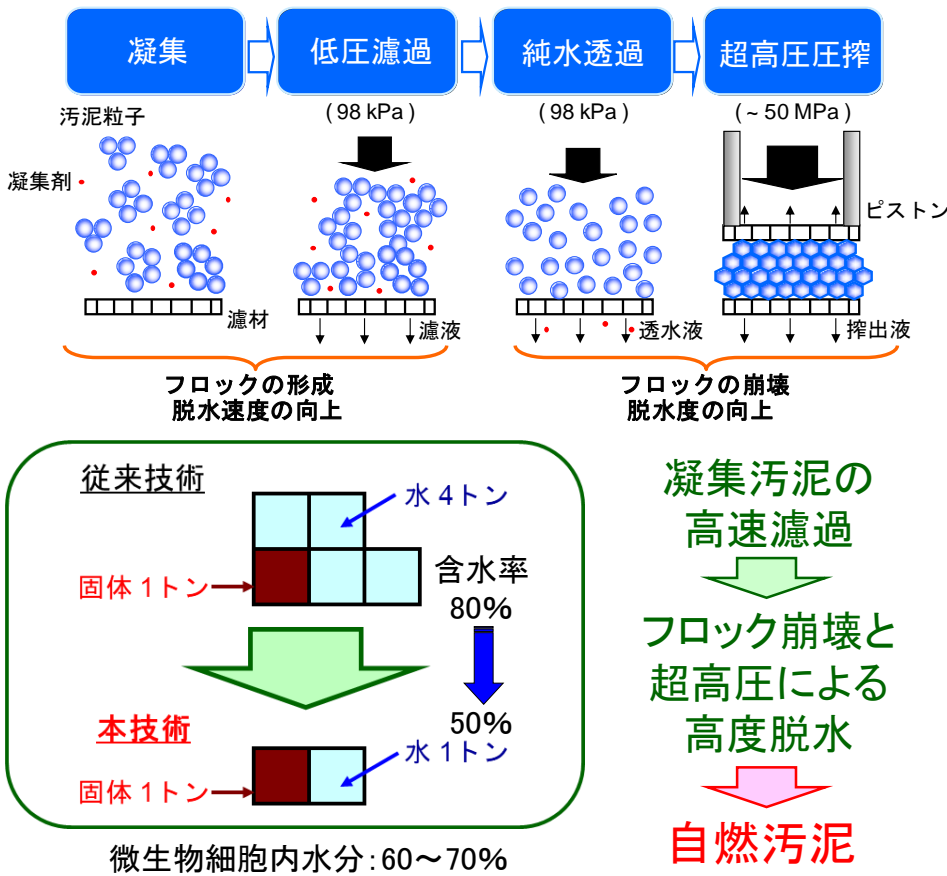 凝集
低圧濾過
純水透過
超高圧圧搾
(98 kPa)
(98 kPa)
(~ 50 MPa)
汚泥粒子
凝集剤
濾材
濾液
透水液
ピストン
搾出液
フロックの形成
脱水速度の向上
フロックの崩壊
脱水度の向上
従来技術
水 4トン
固体 1トン
含水率
80%
50%
本技術
水 1トン
固体 1トン
微生物細胞内水分:60～70%
凝集汚泥の
高速濾過
フロック崩壊と
超高圧による
高度脱水
自燃汚泥